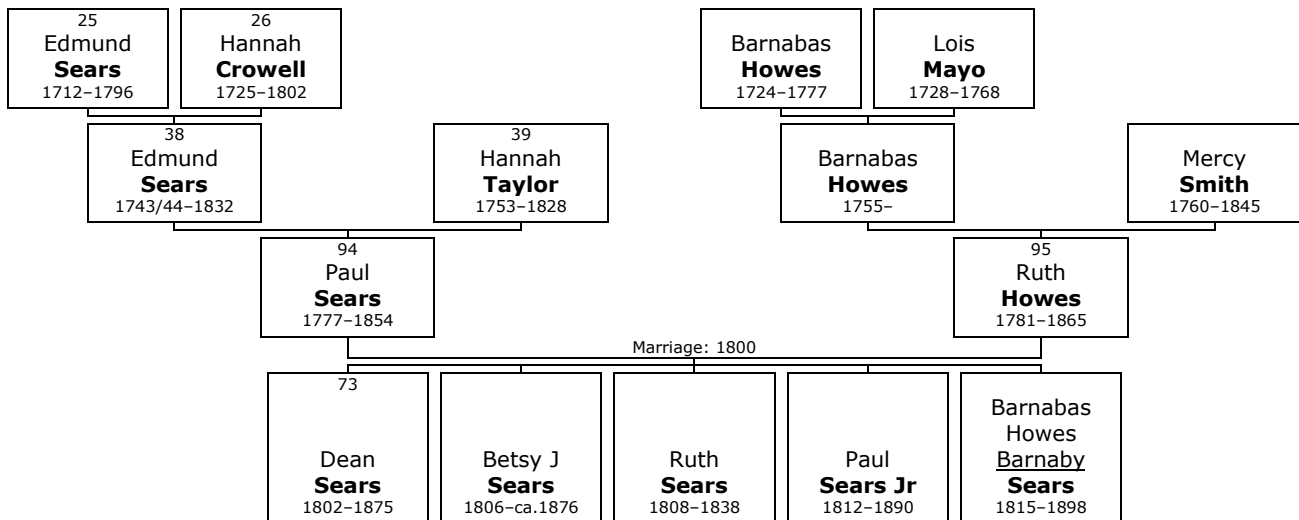 25
Edmund
Sears
1712–1796
26
Hannah
Crowell
1725–1802
Barnabas
Howes
1724–1777
Lois
Mayo
1728–1768
38
Edmund
Sears
1743/44–1832
39
Hannah
Taylor
1753–1828
Barnabas
Howes
1755–
Mercy
Smith
1760–1845
94
Paul
Sears
1777–1854
95
Ruth
Howes
1781–1865
Marriage: 1800
73
Dean
Sears
1802–1875
Betsy J
Sears
1806–ca.1876
Ruth
Sears
1808–1838
Paul
Sears Jr
1812–1890
Barnabas
Howes
Barnaby
Sears
1815–1898